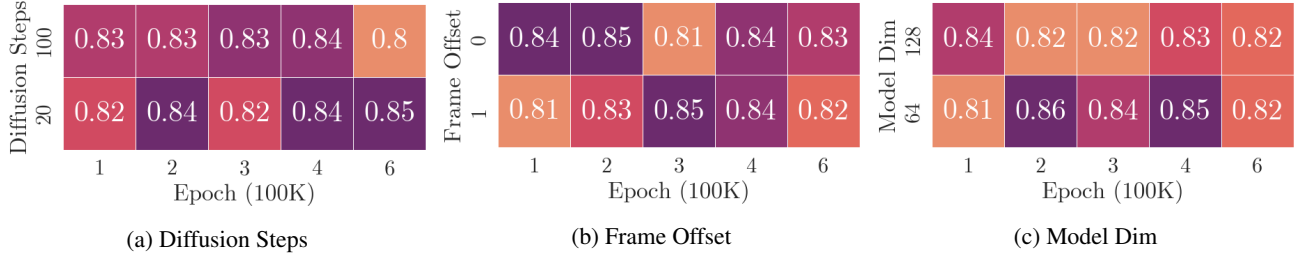 Diffusion Steps
100
0.83 0.83 0.83 0.84 0.8
20
0.82 0.84 0.82 0.84 0.85
1 2 3 4 6
Epoch (100K)
(a) Diffusion Steps
Frame Offset
0
0.84 0.85 0.81 0.84 0.83
1
0.81 0.83 0.85 0.84 0.82
1 2 3 4 6
Epoch (100K)
(b) Frame Offset
Model Dim
128
0.84 0.82 0.82 0.83 0.82
64
0.81 0.86 0.84 0.85 0.82
1 2 3 4 6
Epoch (100K)
(c) Model Dim